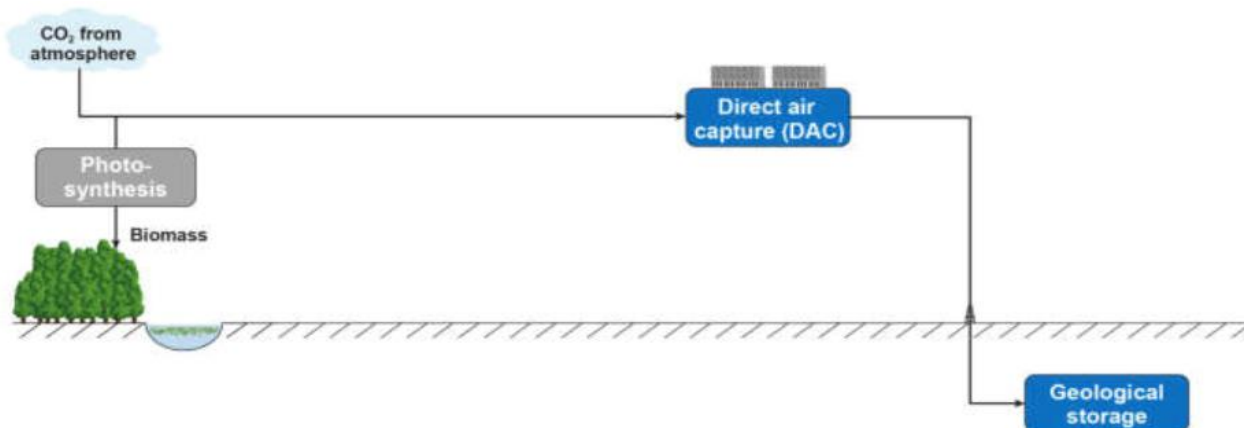 CO₂ from
atmosphere
Direct air
capture (DAC)
Photo-
synthesis
Biomass
Geological
storage